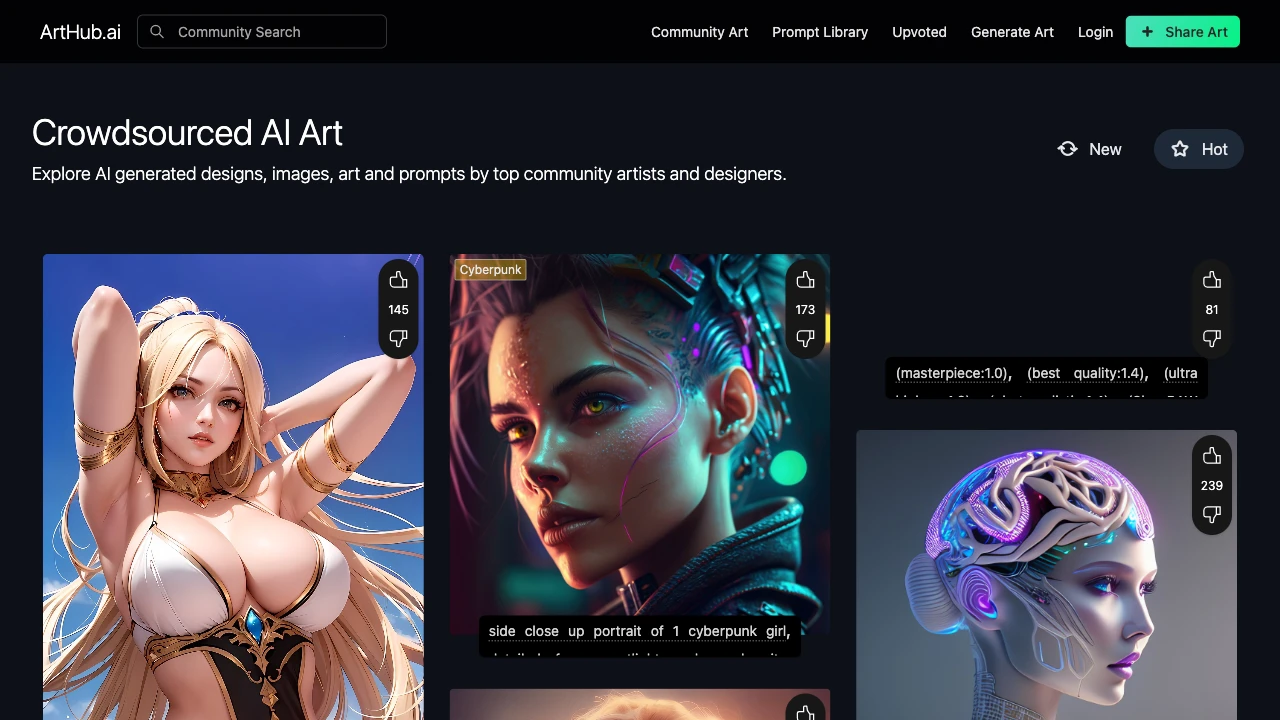 ArtHub.ai
Community Search
Community Art
Prompt Library
Upvoted
Generate Art
Login
Share Art
Crowdsourced AI Art
Explore AI generated designs, images, art and prompts by top community artists and designers.
New
Hot
145
Cyberpunk
173
side close up portrait of 1 cyberpunk girl,
81
(masterpiece:1.0), (best quality:1.4), (ultra
239